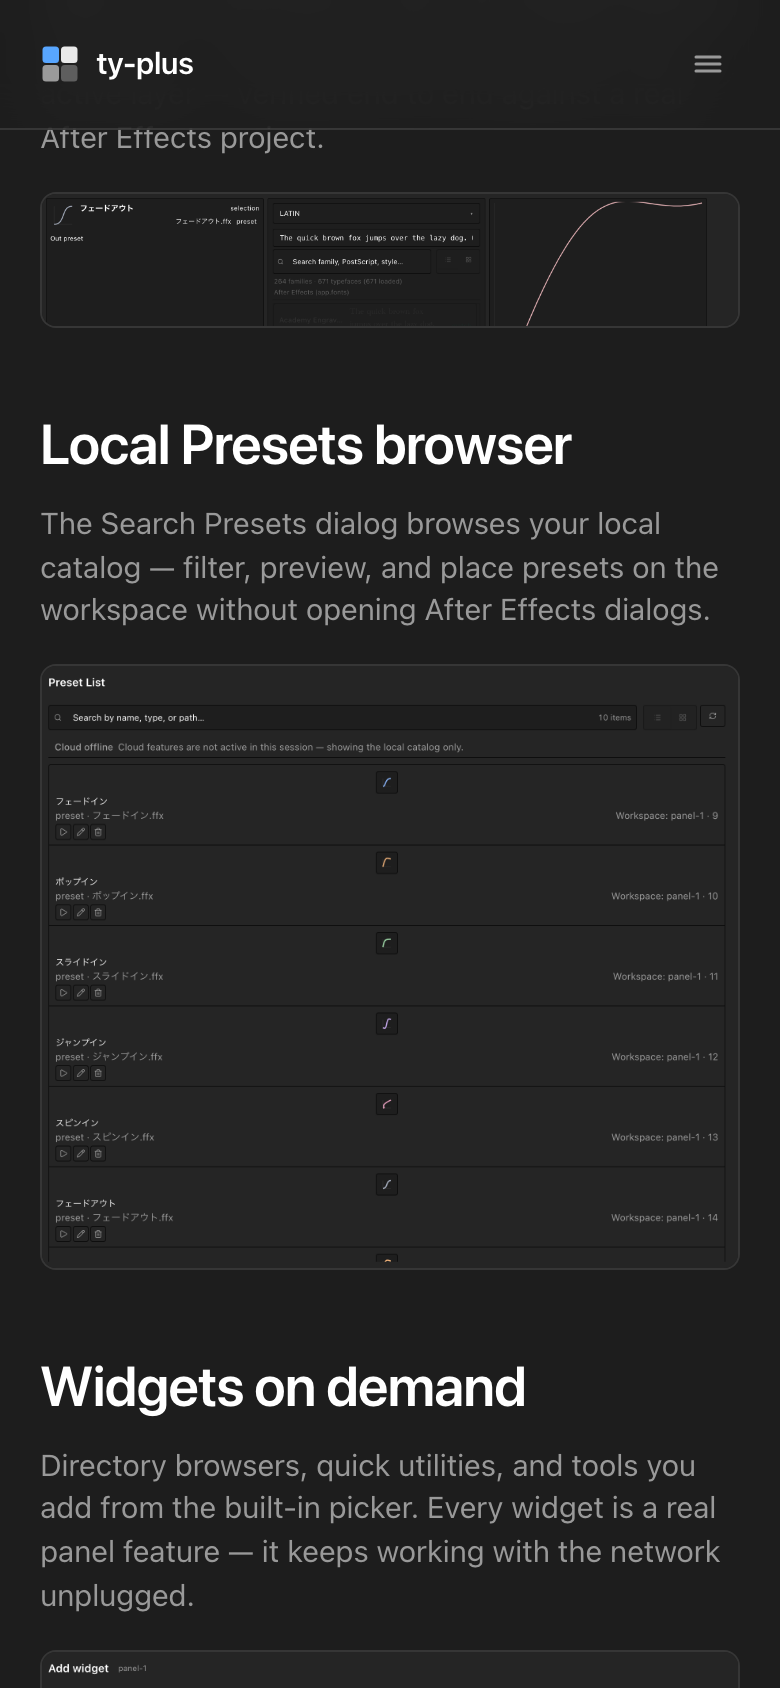 ty-plus
After Effects project.
フェードアウト
selection
フェードアウト.ffx preset
Out preset
LATIN
The quick brown fox jumps over the lazy dog.
Search family, PostScript, style...
284 families · 871 typefaces (871 loaded)
After Effects (app.fonts)
Local Presets browser
The Search Presets dialog browses your local
catalog — filter, preview, and place presets on the
workspace without opening After Effects dialogs.
Preset List
Search by name, type, or path...
10 items
Cloud offline Cloud features are not active in this session — showing the local catalog only.
フェードイン
preset · フェードイン.ffx
Workspace: panel-1 · 9
ポップイン
preset · ポップイン.ffx
Workspace: panel-1 · 10
スライドイン
preset · スライドイン.ffx
Workspace: panel-1 · 11
ジャンプイン
preset · ジャンプイン.ffx
Workspace: panel-1 · 12
スピンイン
preset · スピンイン.ffx
Workspace: panel-1 · 13
フェードアウト
preset · フェードアウト.ffx
Workspace: panel-1 · 14
Widgets on demand
Directory browsers, quick utilities, and tools you
add from the built-in picker. Every widget is a real
panel feature — it keeps working with the network
unplugged.
Add widget panel-1